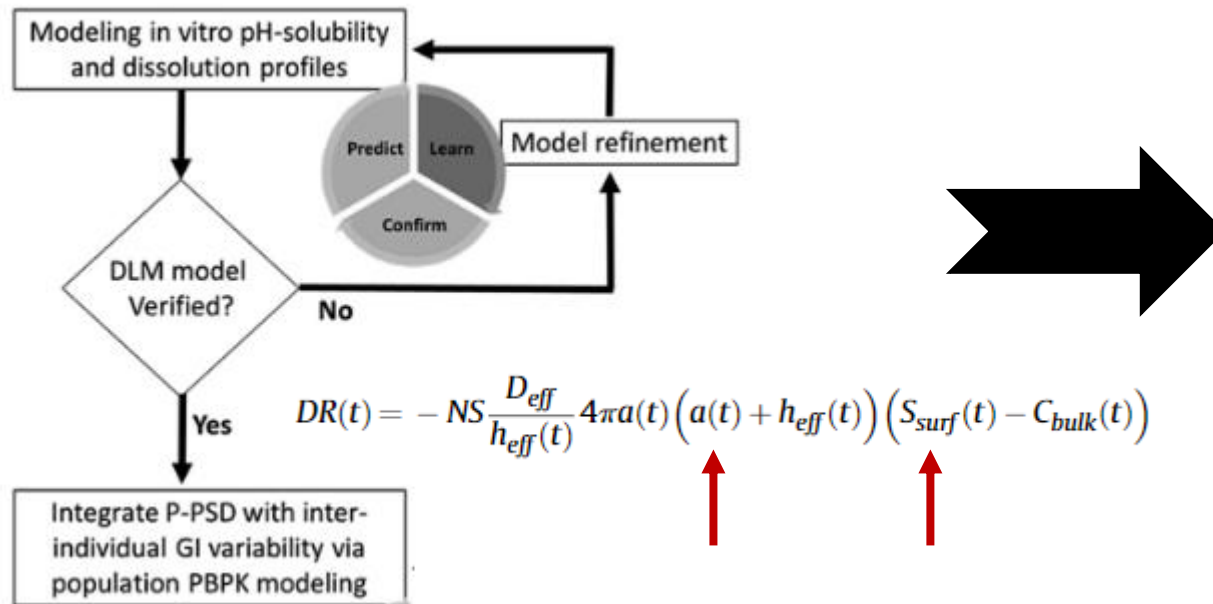 Modeling in vitro pH-solubility
and dissolution profiles
Predict
Learn
Confirm
Model refinement
DLM model
Verified?
No
Yes
DR(t) = − NS D_eff / h_eff(t) 4πa(t) (a(t) + h_eff(t)) (S_surf(t) − C_bulk(t))
Integrate P-PSD with inter-
individual GI variability via
population PBPK modeling